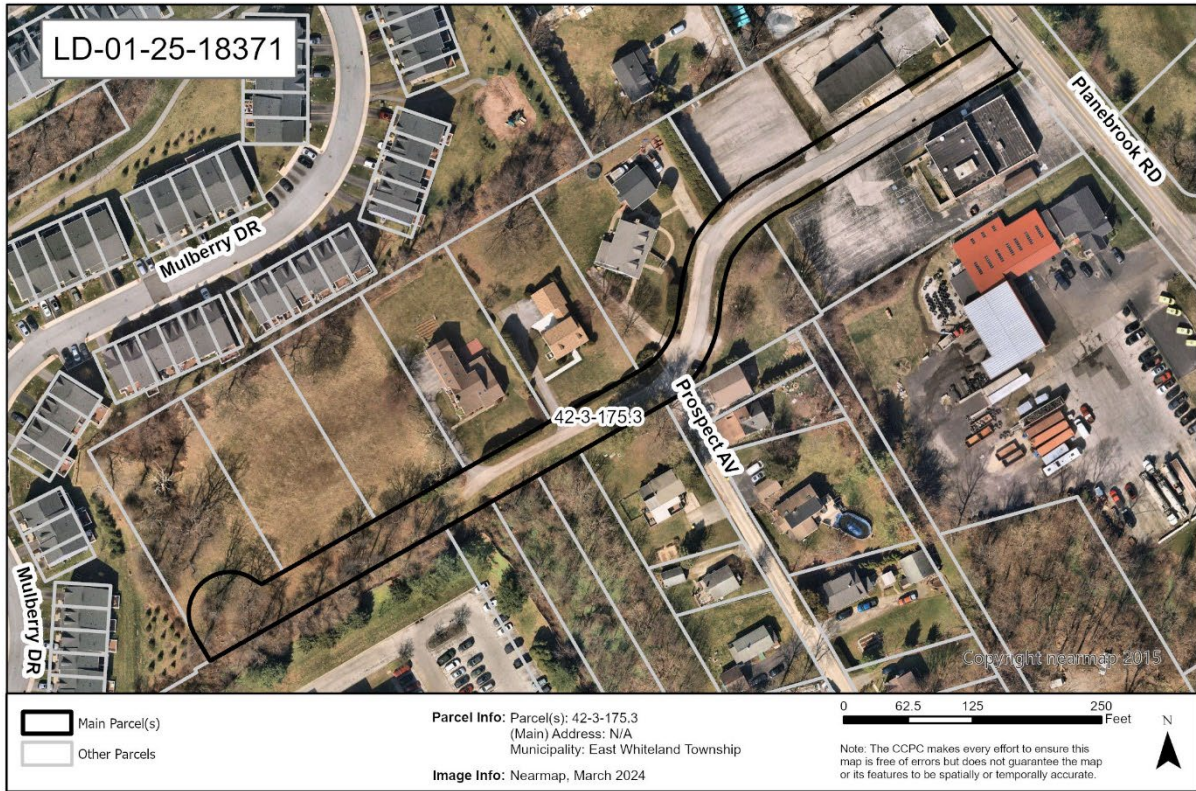 LD-01-25-18371
Planebrook RD
Mulberry DR
42-3-175.3
Prospect AV
Mulberry DR
Copyright nearmap 2015
Main Parcel(s)
Other Parcels
Parcel Info: Parcel(s): 42-3-175.3
(Main) Address: N/A
Municipality: East Whiteland Township
Image Info: Nearmap, March 2024
0 62.5 125 250
Feet
N
Note: The CCPC makes every effort to ensure this
map is free of errors but does not guarantee the map
or its features to be spatially or temporally accurate.